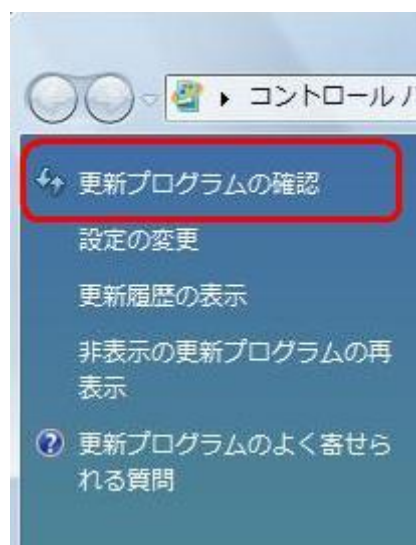 コントロール
更新プログラムの確認
設定の変更
更新履歴の表示
非表示の更新プログラムの再
表示
更新プログラムのよく寄せら
れる質問